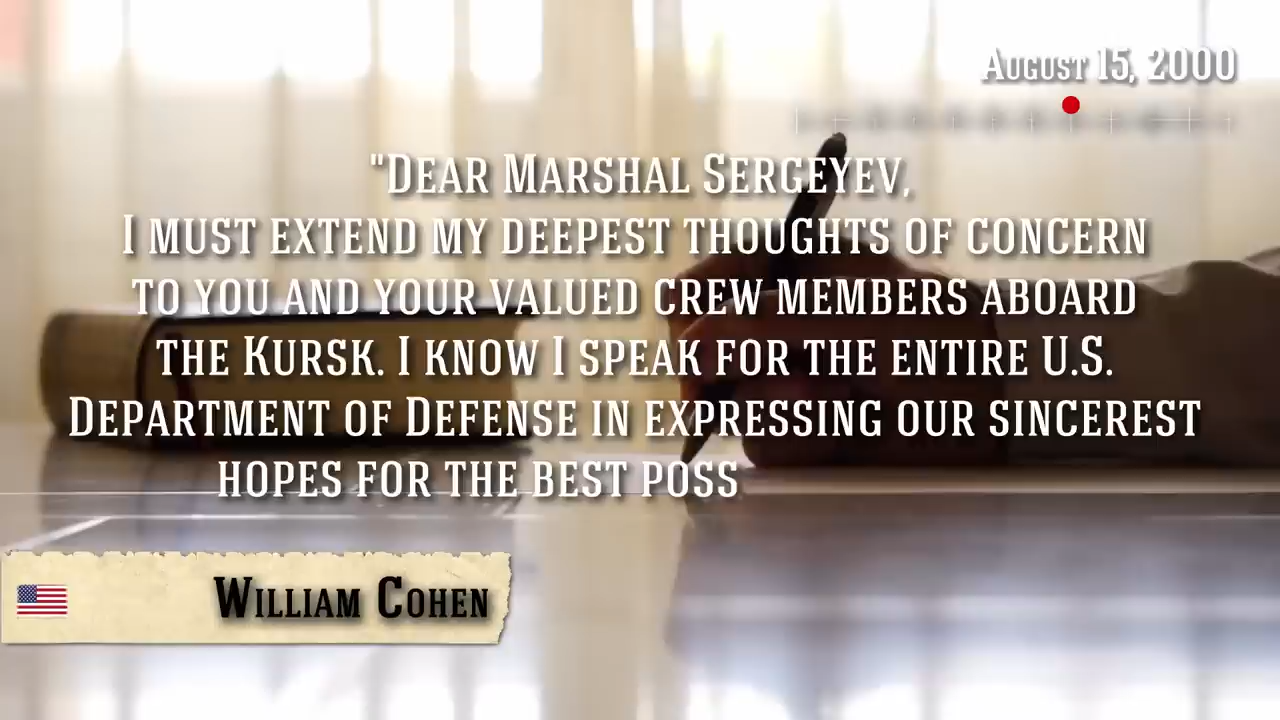 August 15, 2000
"Dear Marshal Sergeyev,
I must extend my deepest thoughts of concern
to you and your valued crew members aboard
the Kursk. I know I speak for the entire U.S.
Department of Defense in expressing our sincerest
hopes for the best poss
William Cohen